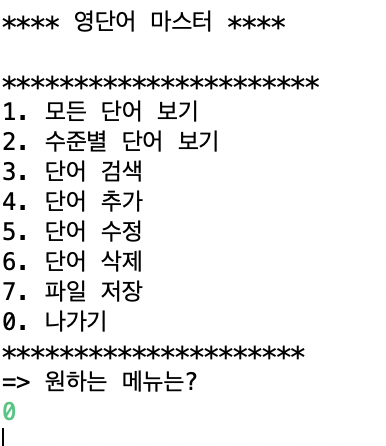 **** 영단어 마스터 ****
**********************
1. 모든 단어 보기
2. 수준별 단어 보기
3. 단어 검색
4. 단어 추가
5. 단어 수정
6. 단어 삭제
7. 파일 저장
0. 나가기
*********************
=> 원하는 메뉴는?
0